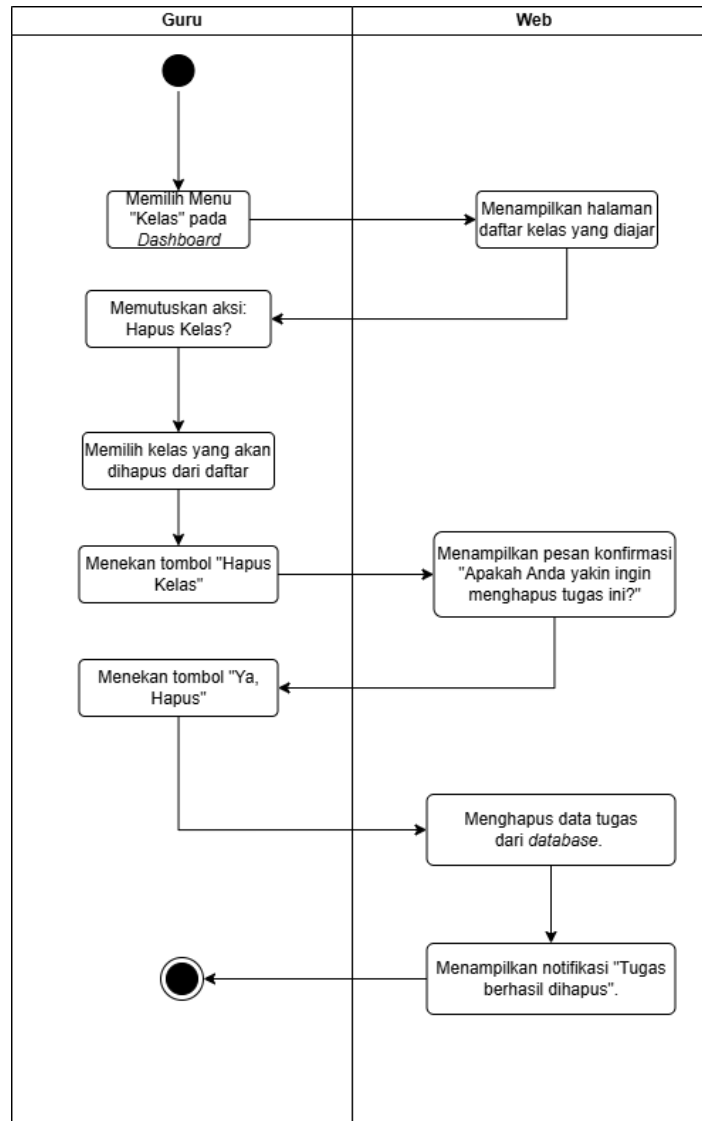 Guru
Web
Memilih Menu
"Kelas" pada
Dashboard
Menampilkan halaman
daftar kelas yang diajar
Memutuskan aksi:
Hapus Kelas?
Memilih kelas yang akan
dihapus dari daftar
Menekan tombol "Hapus
Kelas"
Menampilkan pesan konfirmasi
"Apakah Anda yakin ingin
menghapus tugas ini?"
Menekan tombol "Ya,
Hapus"
Menghapus data tugas
dari database.
Menampilkan notifikasi "Tugas
berhasil dihapus".